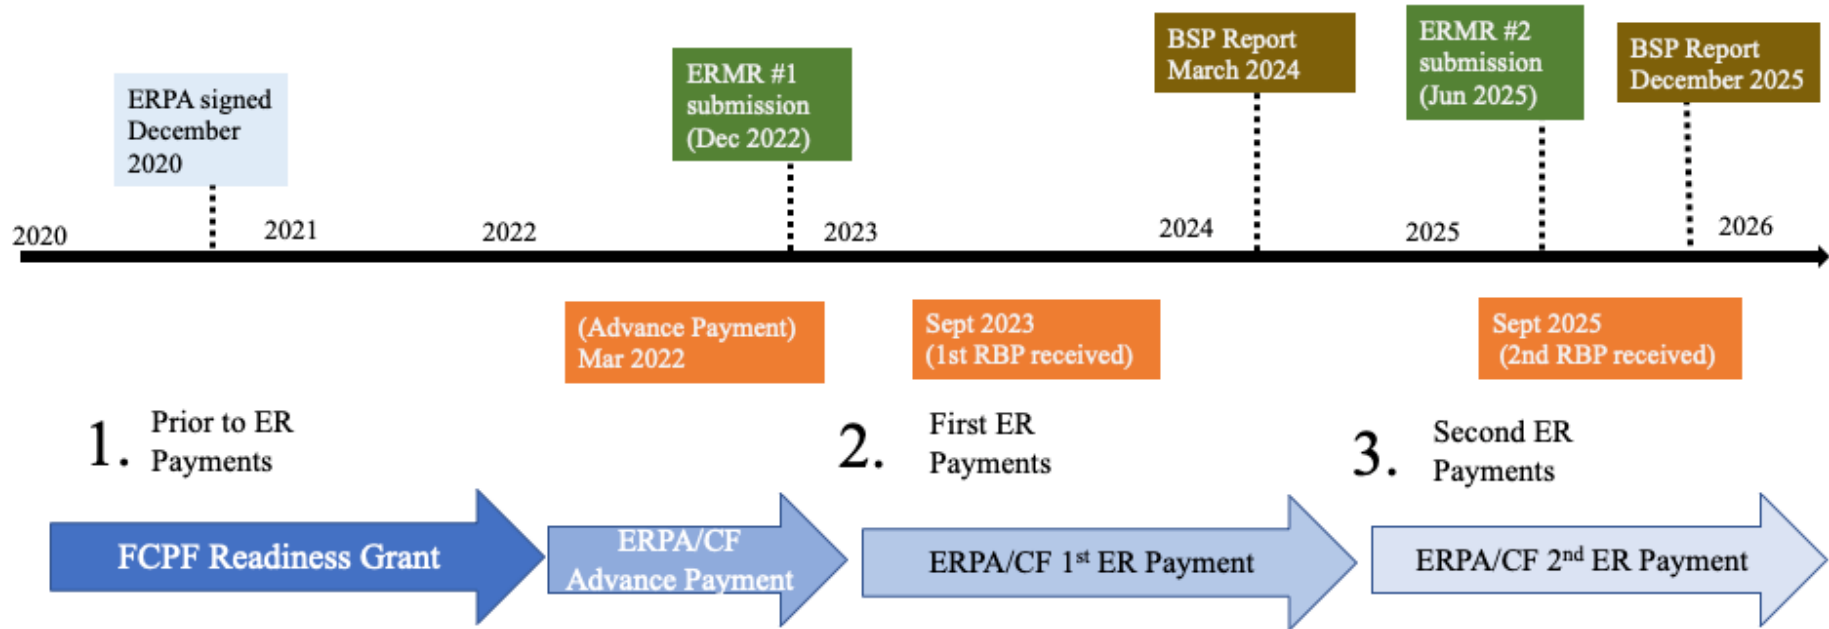 ERPA signed
December
2020
ERMR #1
submission
(Dec 2022)
BSP Report
March 2024
ERMR #2
submission
(Jun 2025)
BSP Report
December 2025
2020
2021
2022
2023
2024
2025
2026
(Advance Payment)
Mar 2022
Sept 2023
(1st RBP received)
Sept 2025
(2nd RBP received)
1.
Prior to ER
Payments
2.
First ER
Payments
3.
Second ER
Payments
FCPF Readiness Grant
ERPA/CF
Advance Payment
ERPA/CF 1st ER Payment
ERPA/CF 2nd ER Payment